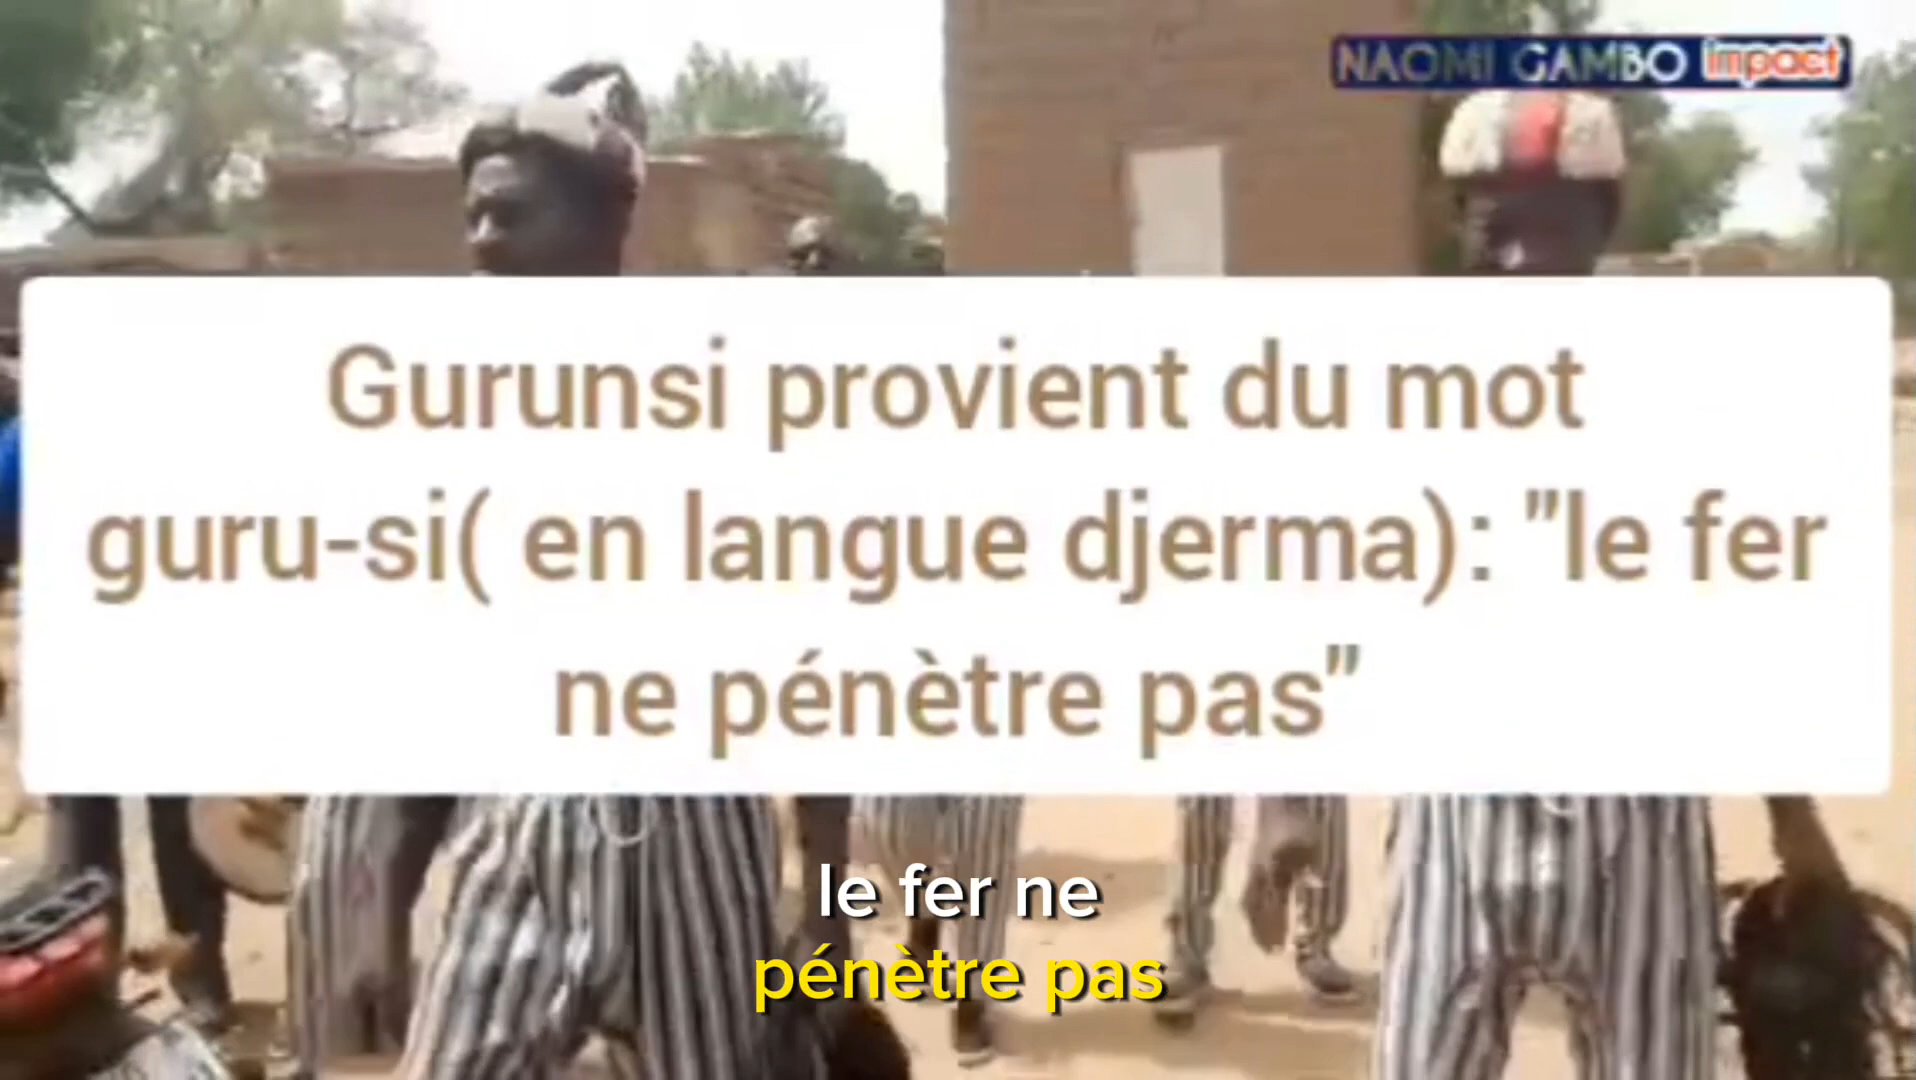 NAOMI GAMBO impact
Gurunsi provient du mot
guru-si( en langue djerma): "le fer
ne pénètre pas"
le fer ne
pénètre pas